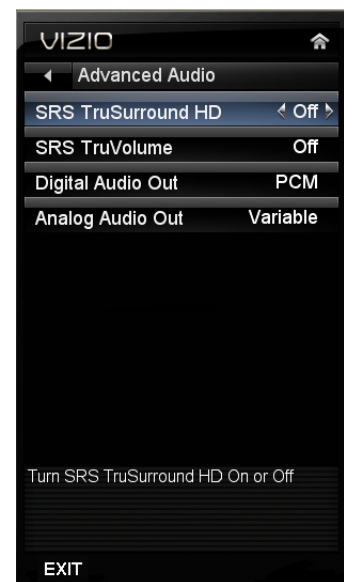 VIZIO
Advanced Audio
SRS TruSurround HD Off
SRS TruVolume Off
Digital Audio Out PCM
Analog Audio Out Variable
Turn SRS TruSurround HD On or Off
EXIT